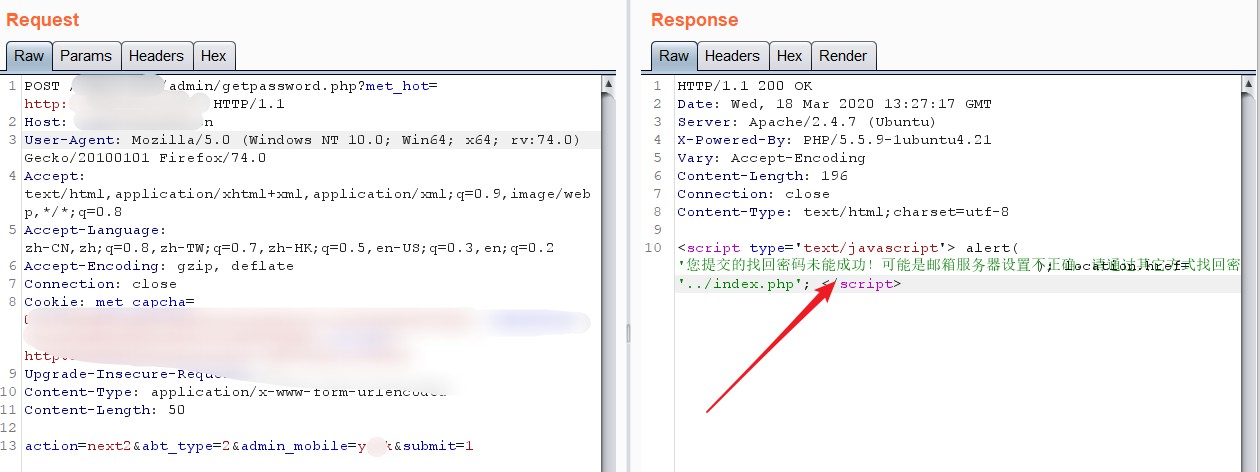 Request
Raw Params Headers Hex
1 POST / /admin/getpassword.php?met_hot=
http: HTTP/1.1
2 Host: n
3 User-Agent: Mozilla/5.0 (Windows NT 10.0; Win64; x64; rv:74.0)
Gecko/20100101 Firefox/74.0
4 Accept:
text/html,application/xhtml+xml,application/xml;q=0.9,image/web
p,*/*;q=0.8
5 Accept-Language:
zh-CN,zh;q=0.8,zh-TW;q=0.7,zh-HK;q=0.5,en-US;q=0.3,en;q=0.2
6 Accept-Encoding: gzip, deflate
7 Connection: close
8 Cookie: met_capcha=
http
9 Upgrade-Insecure-Reque
10 Content-Type: application/x-www-form-urlencoded
11 Content-Length: 50
12
13 action=next2&abt_type=2&admin_mobile=y k&submit=1
Response
Raw Headers Hex Render
1 HTTP/1.1 200 OK
2 Date: Wed, 18 Mar 2020 13:27:17 GMT
3 Server: Apache/2.4.7 (Ubuntu)
4 X-Powered-By: PHP/5.5.9-1ubuntu4.21
5 Vary: Accept-Encoding
6 Content-Length: 196
7 Connection: close
8 Content-Type: text/html;charset=utf-8
9
10 <script type='text/javascript'> alert(
'您提交的找回密码未能成功！可能是邮箱服务器设置不正确，请通过其它方式找回密
); location.href=
'../index.php'; </script>